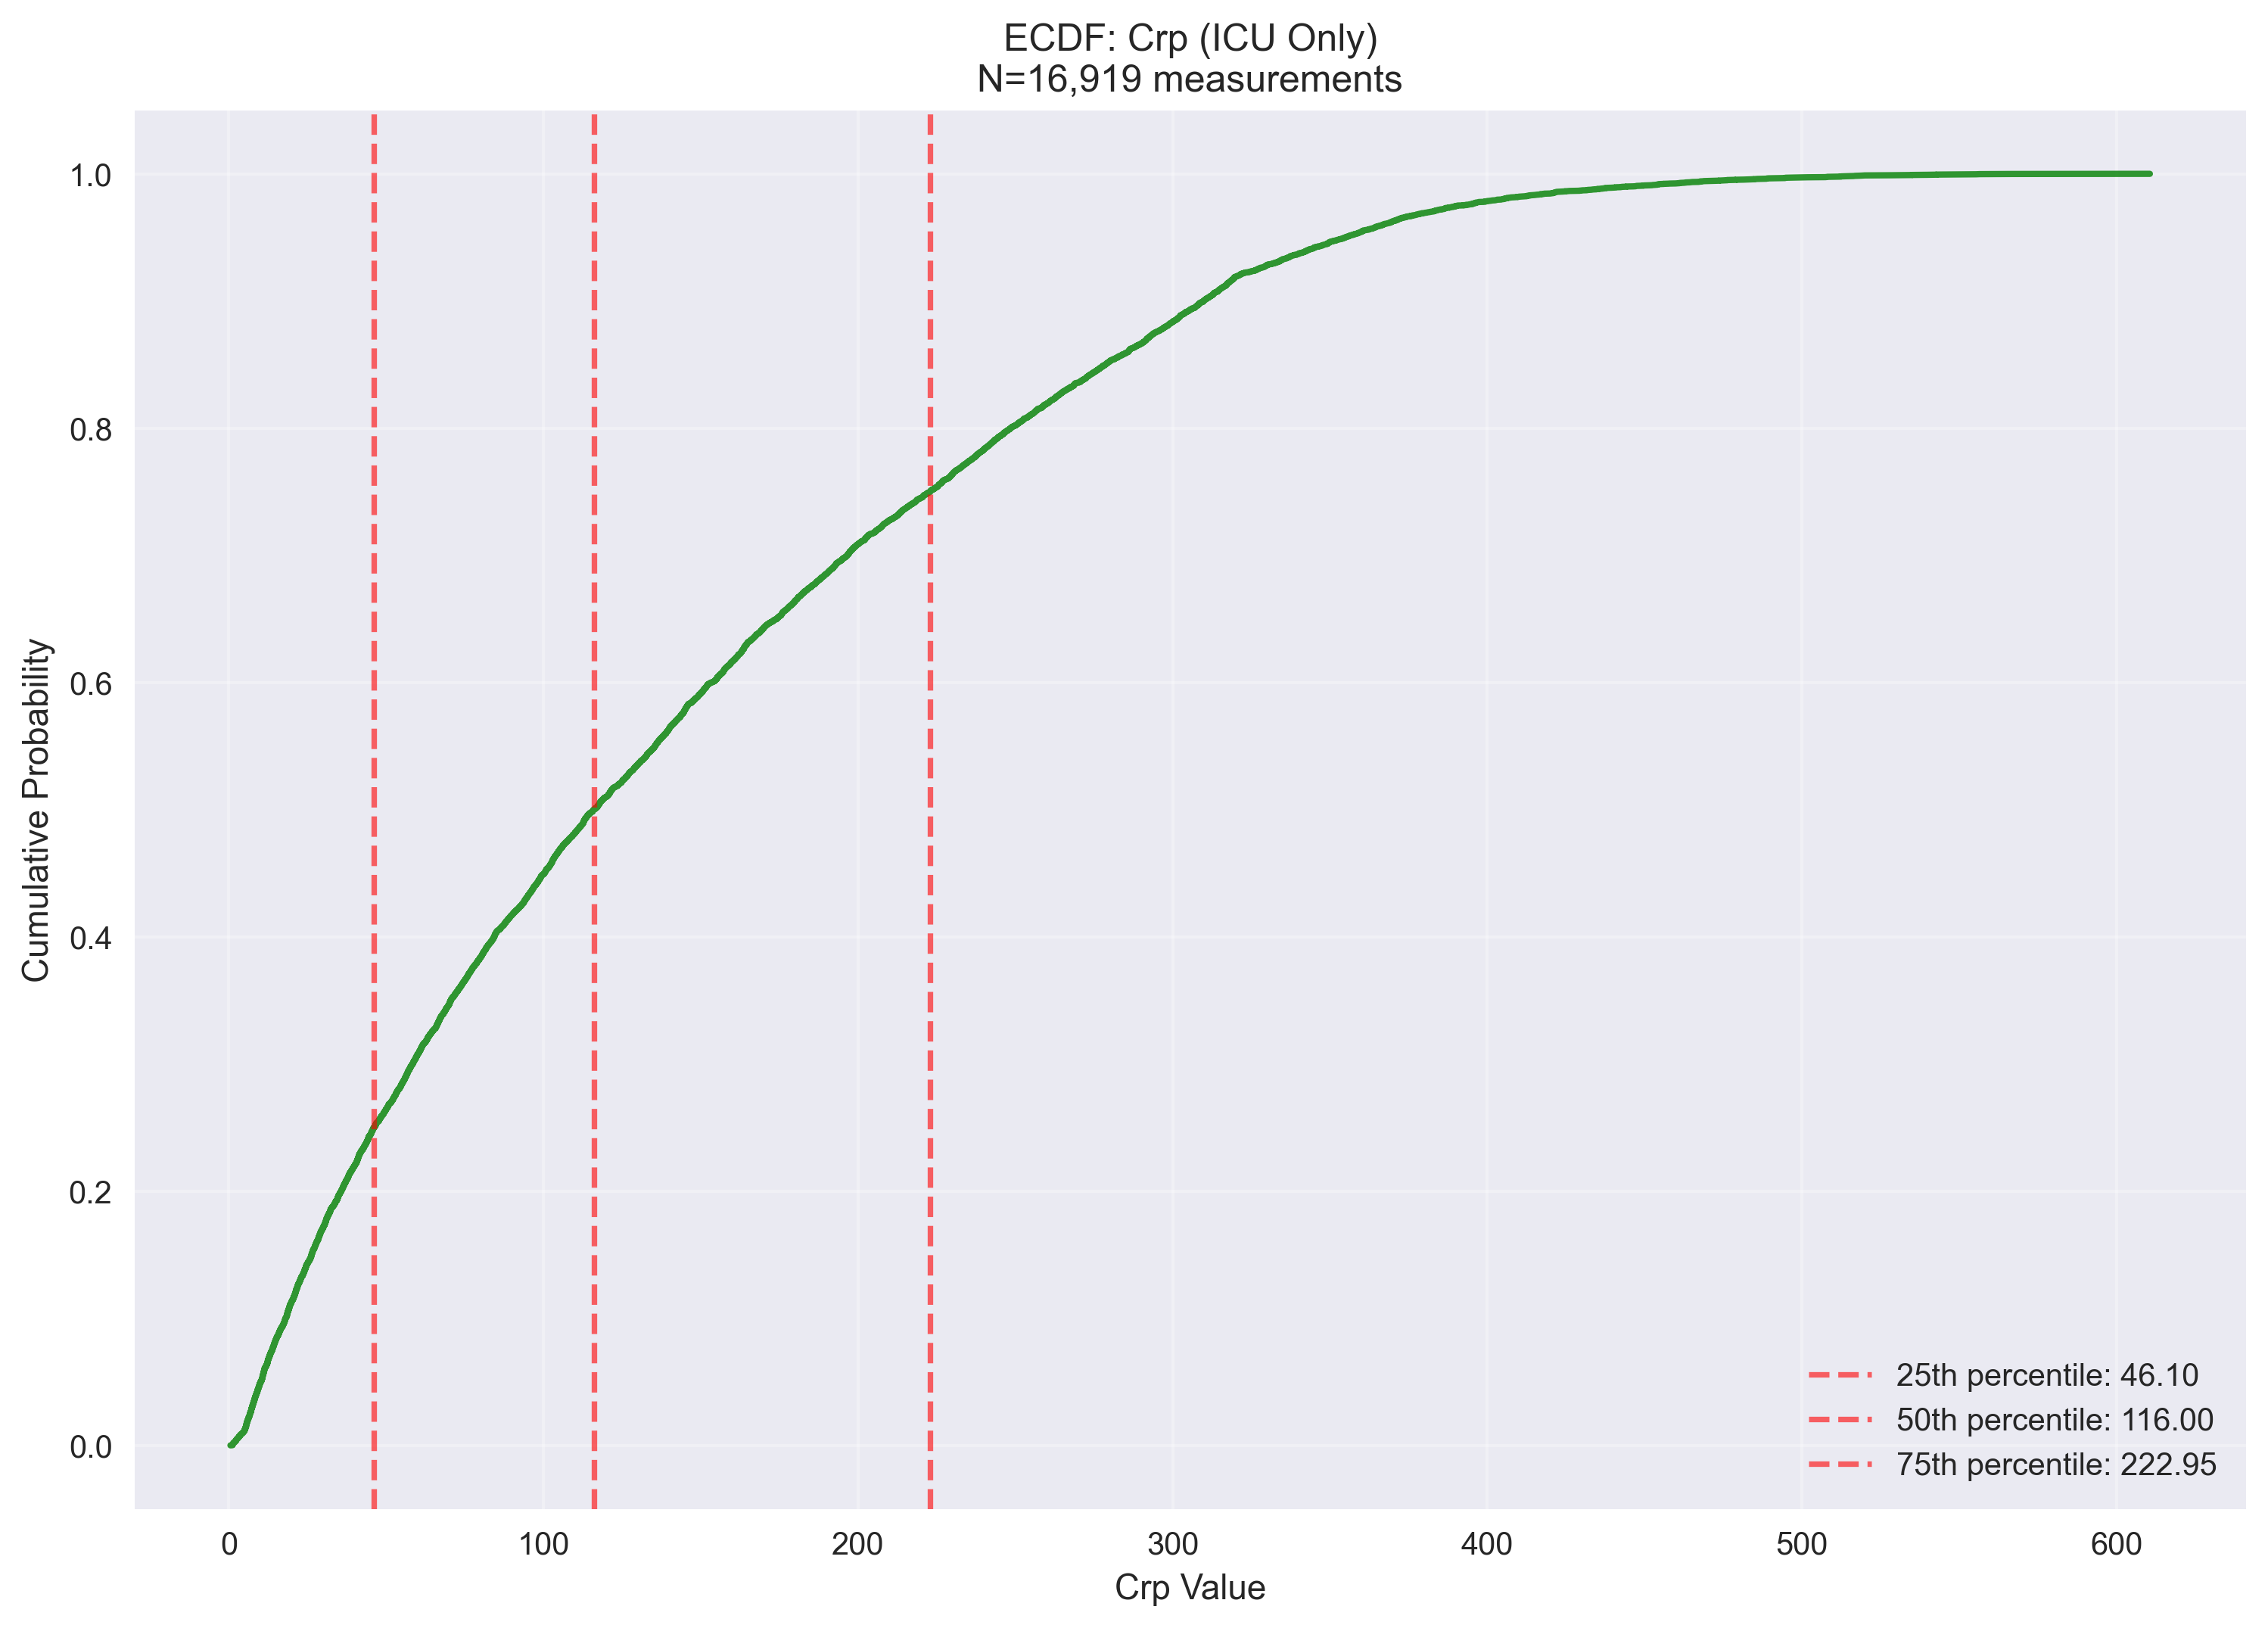 ECDF: Crp (ICU Only)
N=16,919 measurements
Cumulative Probability
1.0
0.8
0.6
0.4
0.2
0.0
25th percentile: 46.10
50th percentile: 116.00
75th percentile: 222.95
0 100 200 300 400 500 600
Crp Value